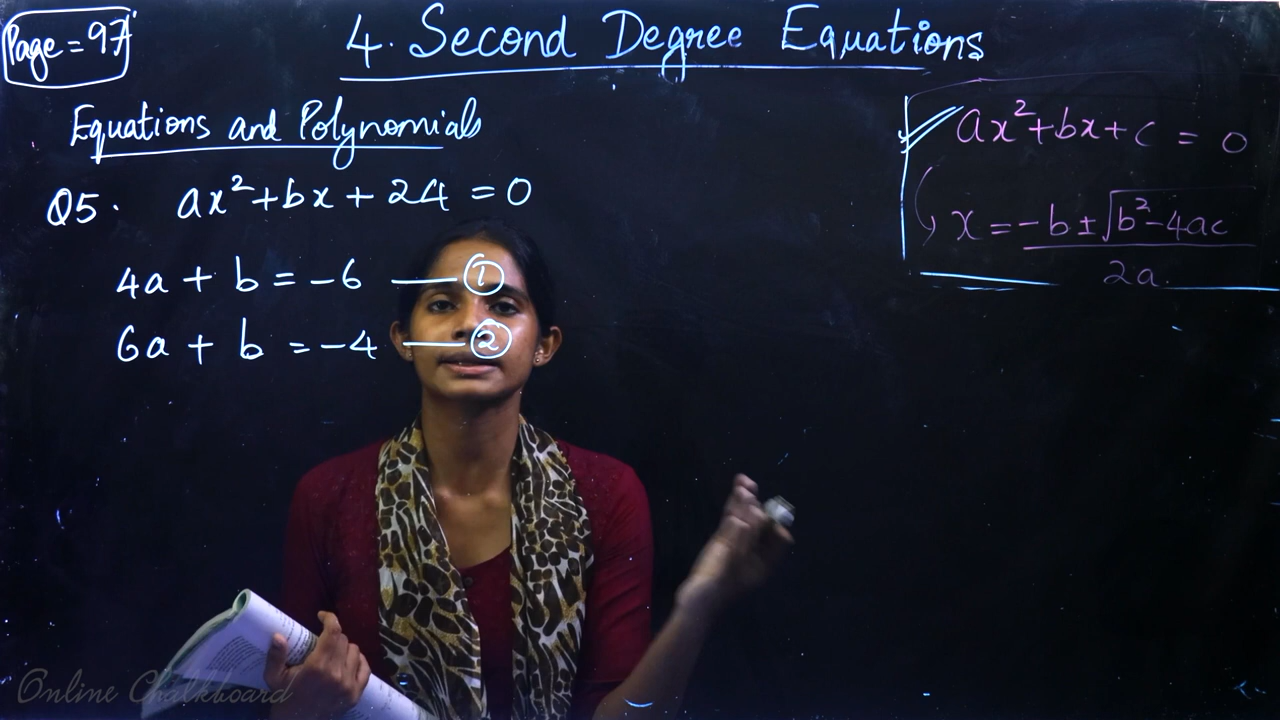 Page = 97
4. Second Degree Equations
Equations and Polynomials
Q5. ax²+bx+24 = 0
4a + b = -6 —— ①
6a + b = -4 —— ②
ax²+bx+c = 0
x = -b±√b²-4ac
2a
Online Chalkboard